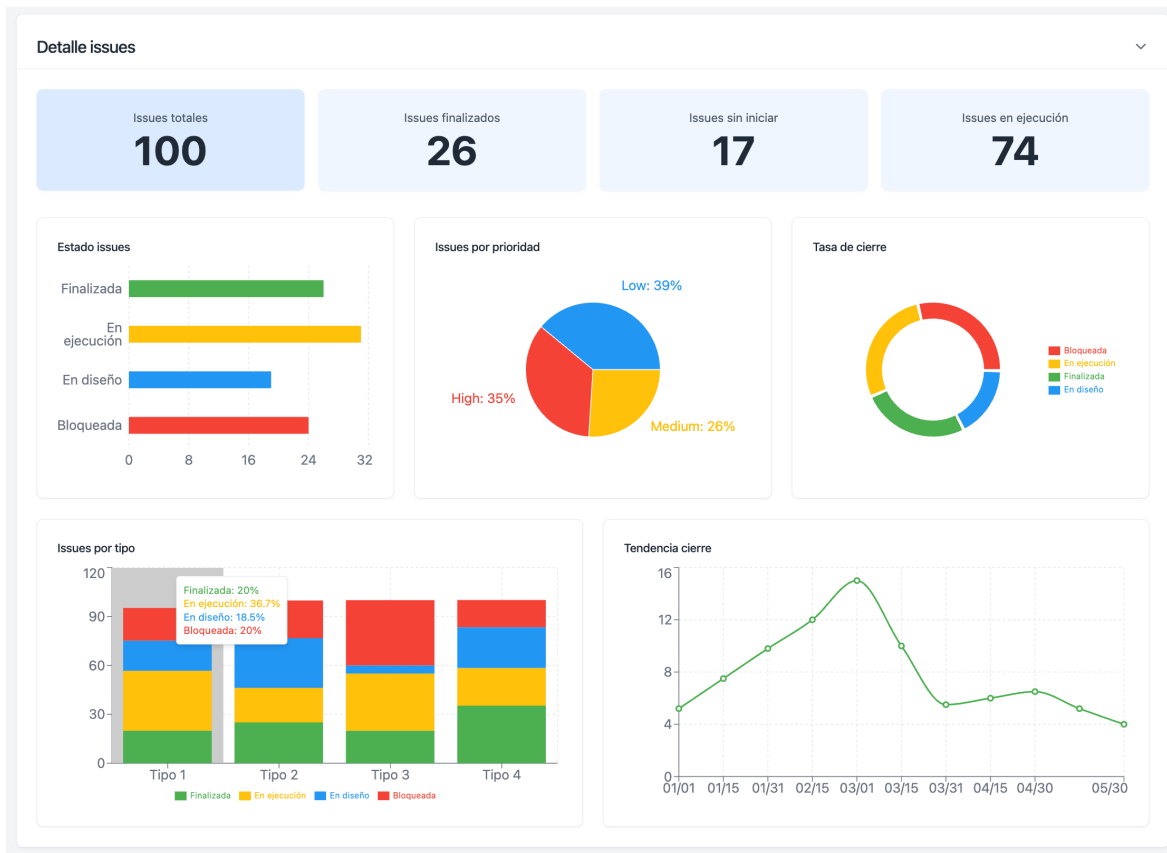 Detalle issues
Issues totales
100
Issues finalizados
26
Issues sin iniciar
17
Issues en ejecución
74
Estado issues
Finalizada
En
ejecución
En diseño
Bloqueada
0 8 16 24 32
Issues por prioridad
Low: 39%
High: 35%
Medium: 26%
Tasa de cierre
Bloqueada
En ejecución
Finalizada
En diseño
Issues por tipo
120
90
60
30
0
Finalizada: 20%
En ejecución: 36.7%
En diseño: 18.5%
Bloqueada: 20%
Tipo 1 Tipo 2 Tipo 3 Tipo 4
Finalizada En ejecución En diseño Bloqueada
Tendencia cierre
16
12
8
4
0
01/01 01/15 01/31 02/15 03/01 03/15 03/31 04/15 04/30 05/30